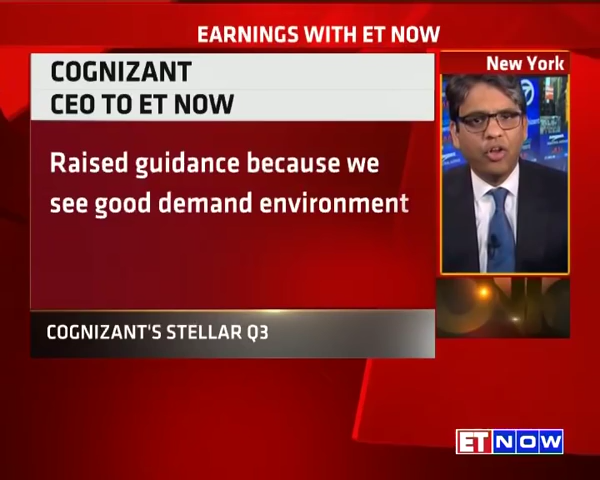 EARNINGS WITH ET NOW
New York
COGNIZANT
CEO TO ET NOW
Raised guidance because we
see good demand environment
COGNIZANT'S STELLAR Q3
ET NOW